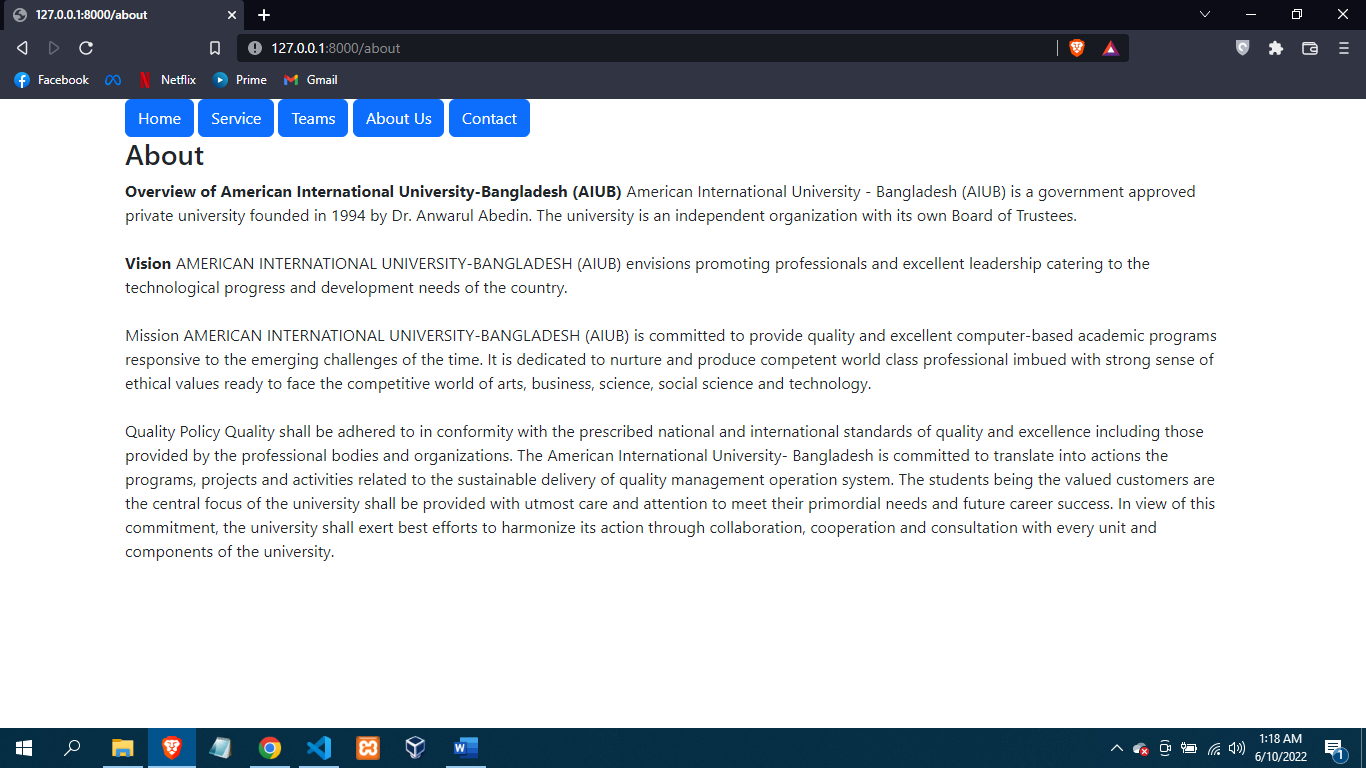 127.0.0.1:8000/about
127.0.0.1:8000/about
Facebook Netflix Prime Gmail
Home Service Teams About Us Contact
About
Overview of American International University-Bangladesh (AIUB) American International University - Bangladesh (AIUB) is a government approved
private university founded in 1994 by Dr. Anwarul Abedin. The university is an independent organization with its own Board of Trustees.
Vision AMERICAN INTERNATIONAL UNIVERSITY-BANGLADESH (AIUB) envisions promoting professionals and excellent leadership catering to the
technological progress and development needs of the country.
Mission AMERICAN INTERNATIONAL UNIVERSITY-BANGLADESH (AIUB) is committed to provide quality and excellent computer-based academic programs
responsive to the emerging challenges of the time. It is dedicated to nurture and produce competent world class professional imbued with strong sense of
ethical values ready to face the competitive world of arts, business, science, social science and technology.
Quality Policy Quality shall be adhered to in conformity with the prescribed national and international standards of quality and excellence including those
provided by the professional bodies and organizations. The American International University- Bangladesh is committed to translate into actions the
programs, projects and activities related to the sustainable delivery of quality management operation system. The students being the valued customers are
the central focus of the university shall be provided with utmost care and attention to meet their primordial needs and future career success. In view of this
commitment, the university shall exert best efforts to harmonize its action through collaboration, cooperation and consultation with every unit and
components of the university.
1:18 AM
6/10/2022
1